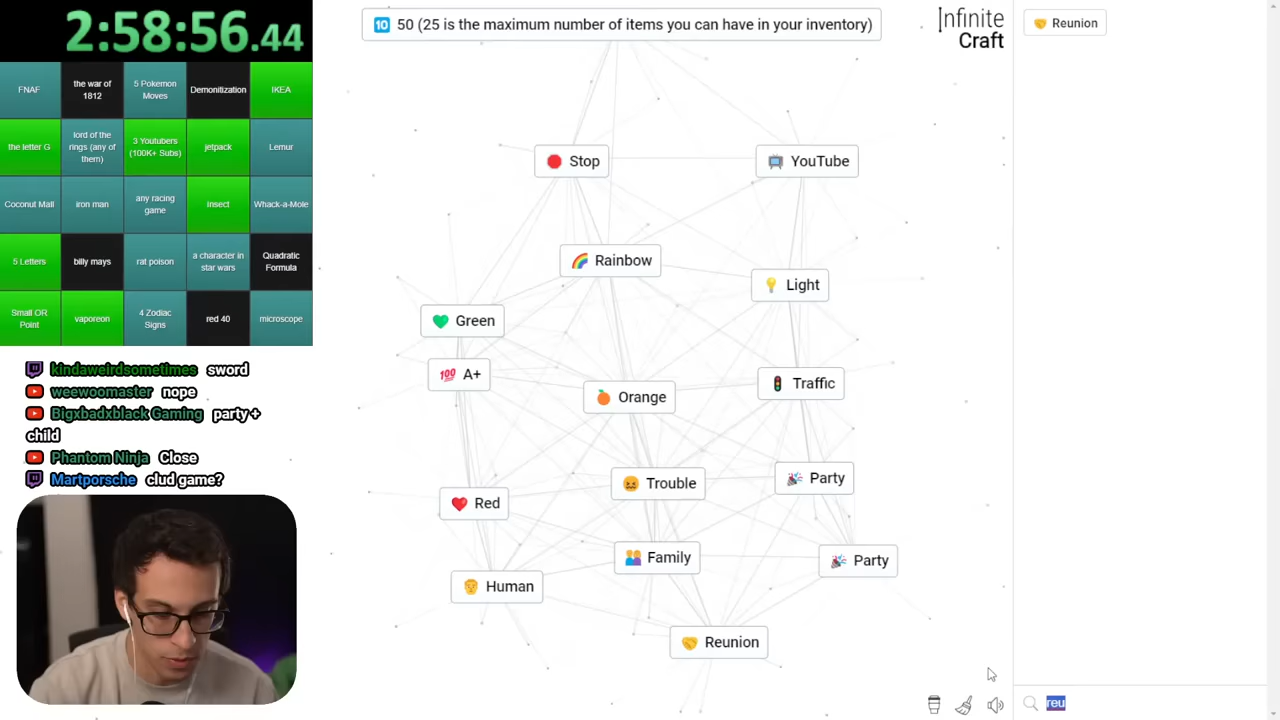 2:58:56.44
FNAF
the war of
1812
5 Pokemon
Moves
Demonitization
IKEA
the letter G
lord of the
rings (any of
them)
3 Youtubers
(100K+ Subs)
jetpack
Lemur
Coconut Mall
iron man
any racing
game
Insect
Whack-a-Mole
5 Letters
billy mays
rat poison
a character in
star wars
Quadratic
Formula
Small OR
Point
vaporeon
4 Zodiac
Signs
red 40
microscope
kindaweirdsometimes sword
weewoomaster nope
Bigxbadxblack Gaming party +
child
Phantom Ninja Close
Martporsche clud game?
10 50 (25 is the maximum number of items you can have in your inventory)
Infinite
Craft
Stop
YouTube
Rainbow
Light
Green
100 A+
Orange
Traffic
Trouble
Party
Red
Family
Party
Human
Reunion
Reunion
reu